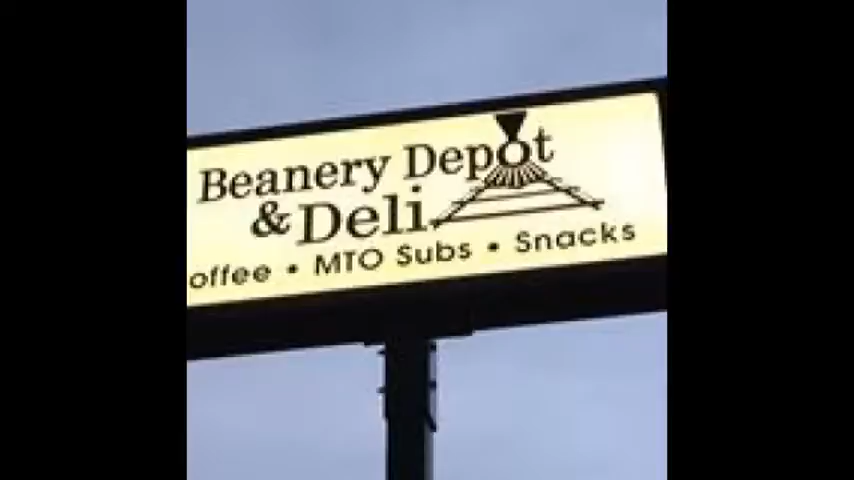 Beanery Depot
& Deli
offee • MTO Subs • Snacks